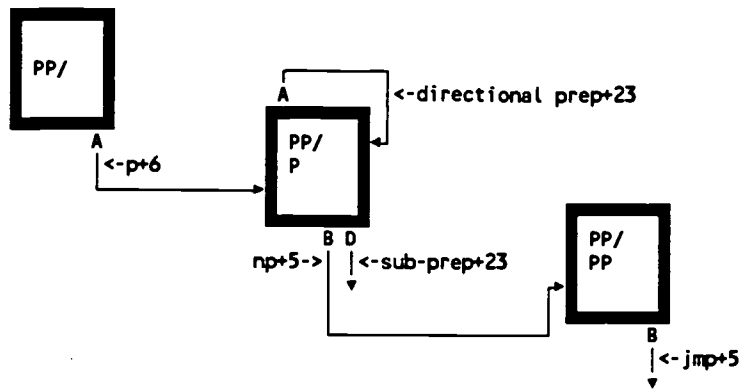 PP/
A
<-p+6
A
<-directional prep+23
PP/
P
B D
np+5->
<-sub-prep+23
PP/
PP
B
<-jmp+5